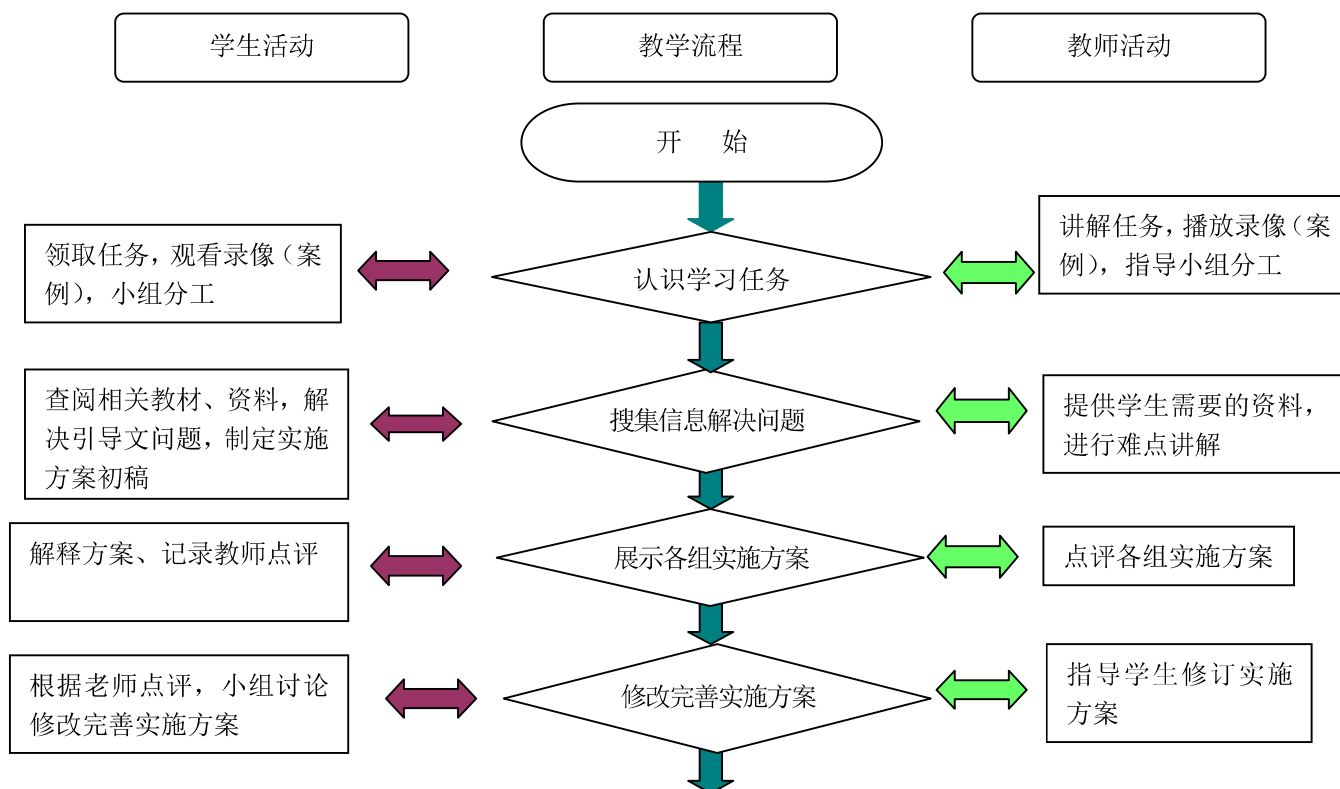 学生活动
教学流程
教师活动
开 始
领取任务，观看录像（案
例），小组分工
认识学习任务
讲解任务，播放录像（案
例），指导小组分工
查阅相关教材、资料，解
决引导文问题，制定实施
方案初稿
搜集信息解决问题
提供学生需要的资料，
进行难点讲解
解释方案、记录教师点评
展示各组实施方案
点评各组实施方案
根据老师点评，小组讨论
修改完善实施方案
修改完善实施方案
指导学生修订实施
方案